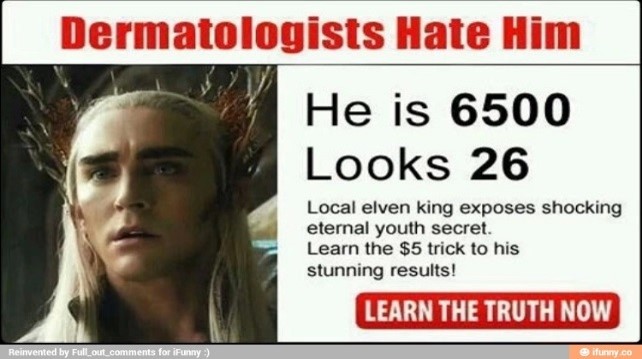 Dermatologists Hate Him
He is 6500
Looks 26
Local elven king exposes shocking
eternal youth secret.
Learn the $5 trick to his
stunning results!
LEARN THE TRUTH NOW
Reinvented by Full_out_comments for iFunny :)
ifunny.co